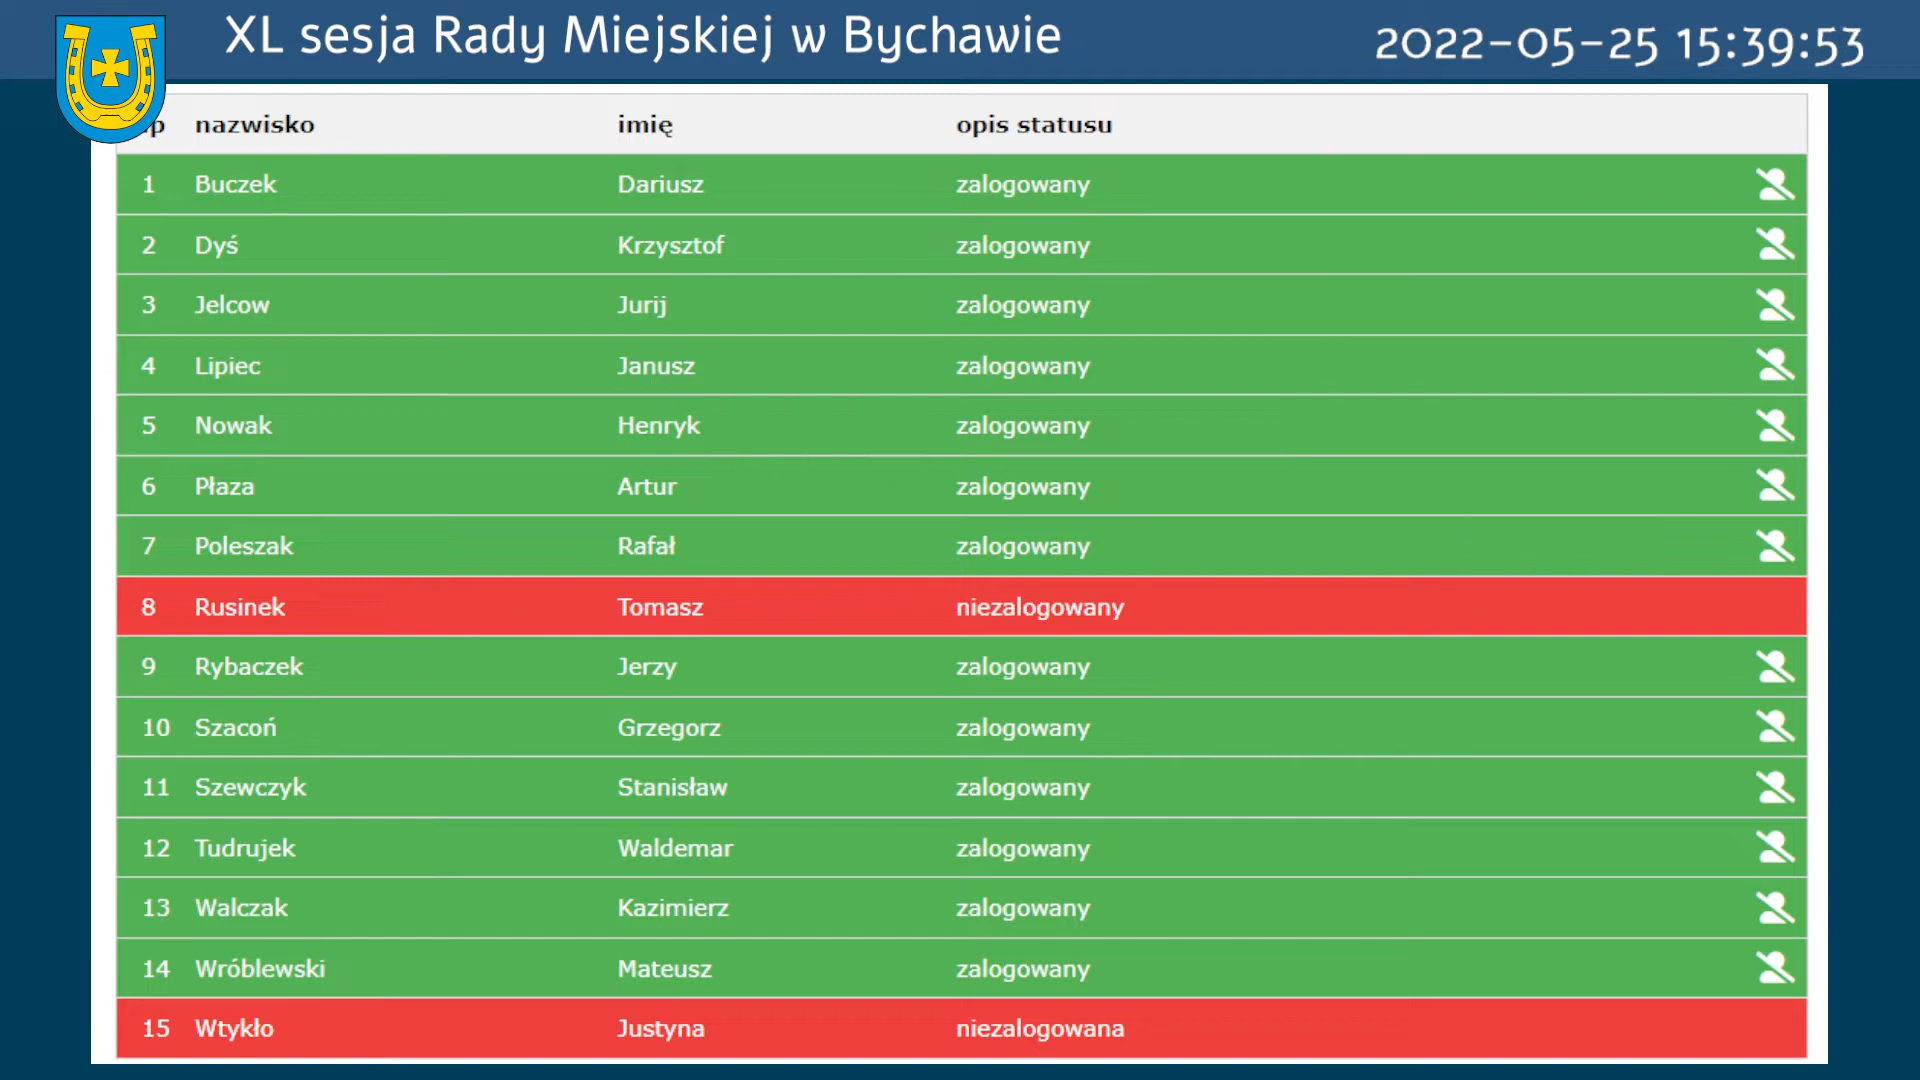 XL sesja Rady Miejskiej w Bychawie
2022-05-25 15:39:53
p nazwisko imię opis statusu
1 Buczek Dariusz zalogowany
2 Dyś Krzysztof zalogowany
3 Jelcow Jurij zalogowany
4 Lipiec Janusz zalogowany
5 Nowak Henryk zalogowany
6 Płaza Artur zalogowany
7 Poleszak Rafał zalogowany
8 Rusinek Tomasz niezalogowany
9 Rybaczek Jerzy zalogowany
10 Szacoń Grzegorz zalogowany
11 Szewczyk Stanisław zalogowany
12 Tudrujek Waldemar zalogowany
13 Walczak Kazimierz zalogowany
14 Wróblewski Mateusz zalogowany
15 Wtykło Justyna niezalogowana